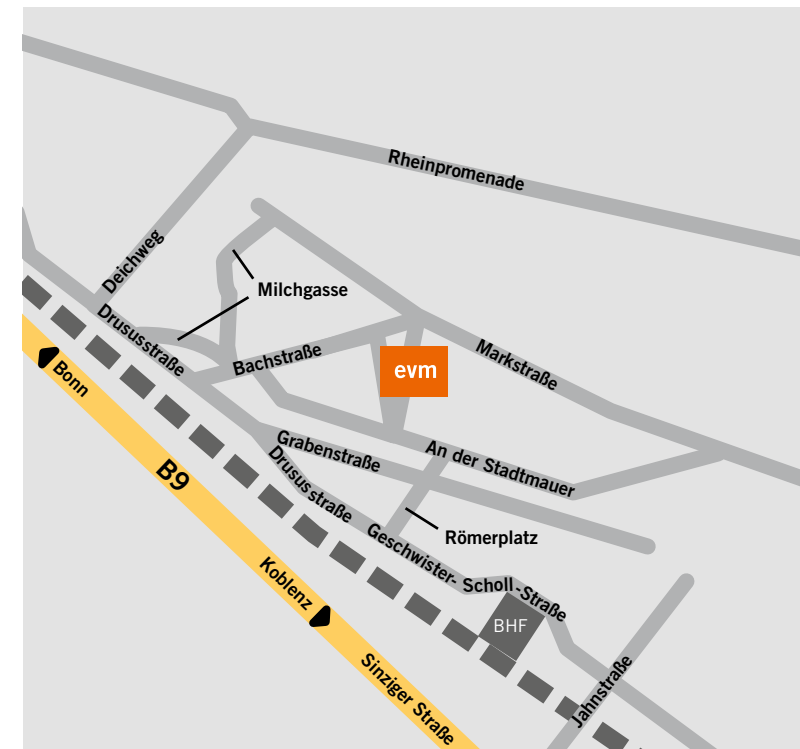 Rheinpromenade
Deichweg
Milchgasse
Drususstraße
Bachstraße
Markstraße
evm
Bonn
Grabenstraße
An der Stadtmauer
Drususstraße
B9
Römerplatz
Geschwister- Scholl-Straße
Koblenz
BHF
Sinziger Straße
Jahnstraße